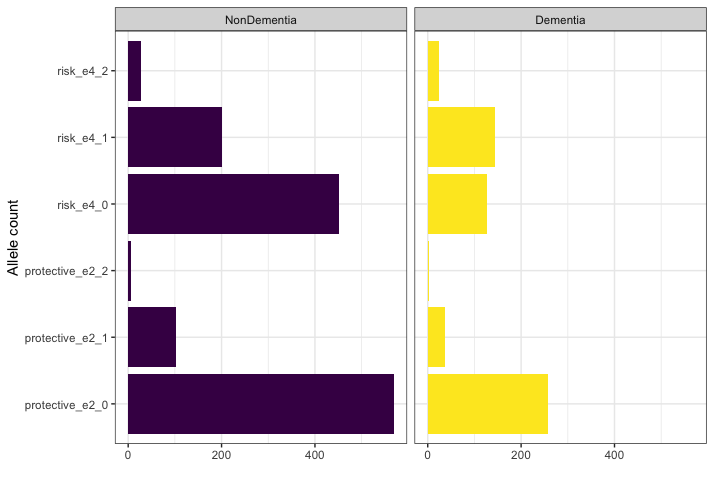 NonDementia
Dementia
Allele count
risk_e4_2
risk_e4_1
risk_e4_0
protective_e2_2
protective_e2_1
protective_e2_0
0 200 400
0 200 400